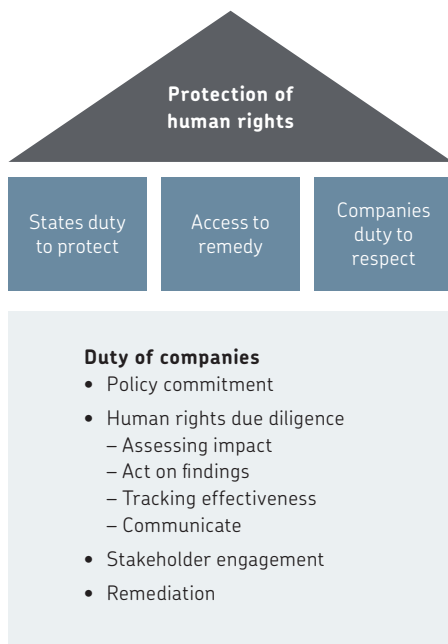 Protection of
human rights
States duty
to protect
Access to
remedy
Companies
duty to
respect
Duty of companies
• Policy commitment
• Human rights due diligence
– Assessing impact
– Act on findings
– Tracking effectiveness
– Communicate
• Stakeholder engagement
• Remediation